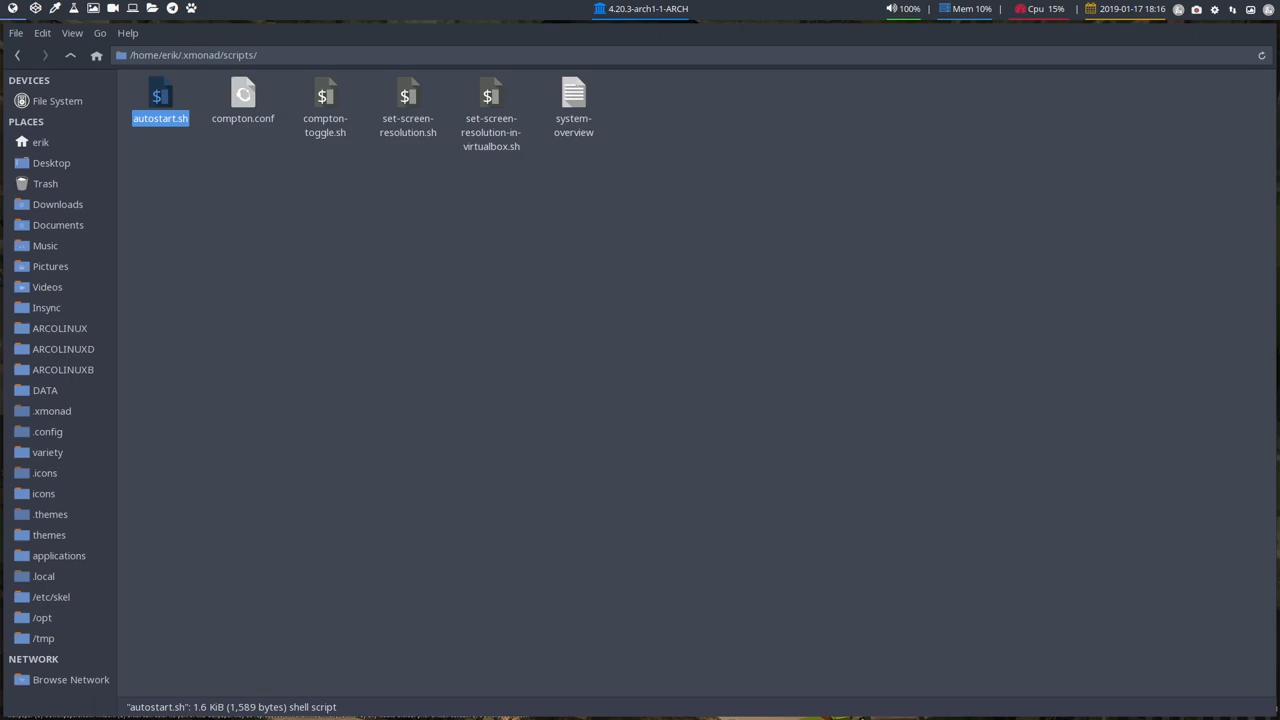 4.20.3-arch1-1-ARCH
100% | Mem 10% | Cpu 15% | 2019-01-17 18:16 |
File Edit View Go Help
/home/erik/.xmonad/scripts/
DEVICES
File System
PLACES
erik
Desktop
Trash
Downloads
Documents
Music
Pictures
Videos
Insync
ARCOLINUX
ARCOLINUXD
ARCOLINUXB
DATA
.xmonad
.config
variety
.icons
icons
.themes
themes
applications
.local
/etc/skel
/opt
/tmp
NETWORK
Browse Network
autostart.sh
compton.conf
compton-
toggle.sh
set-screen-
resolution.sh
set-screen-
resolution-in-
virtualbox.sh
system-
overview
"autostart.sh": 1.6 KiB (1,589 bytes) shell script